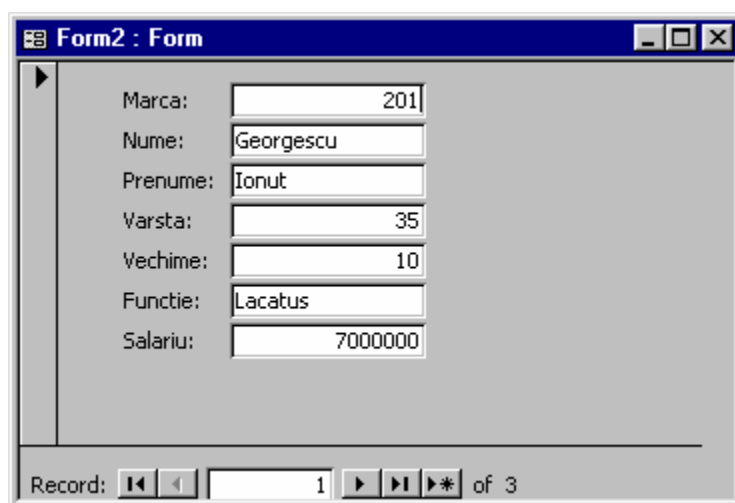 Form2 : Form
Marca: 201
Nume: Georgescu
Prenume: Ionut
Varsta: 35
Vechime: 10
Functie: Lacatus
Salariu: 7000000
Record: 1 of 3